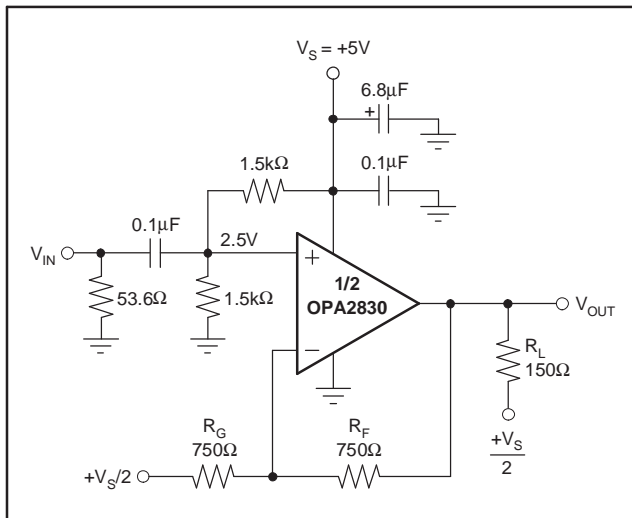 V_S = +5V
6.8μF
+
1.5kΩ
0.1μF
0.1μF
V_IN
2.5V
+
1/2
OPA2830
V_OUT
53.6Ω
1.5kΩ
−
R_L
150Ω
R_G
750Ω
R_F
750Ω
+V_S/2
+V_S
2